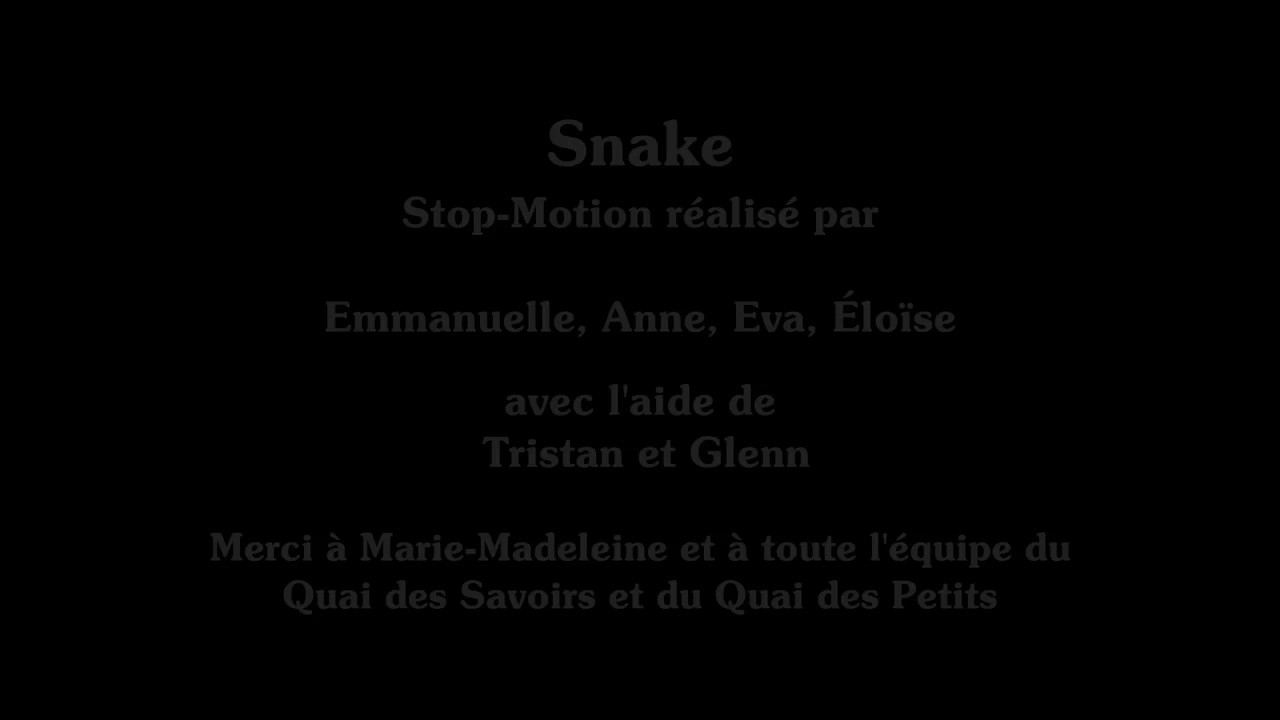 Snake
Stop-Motion réalisé par
Emmanuelle, Anne, Eva, Éloïse
avec l'aide de
Tristan et Glenn
Merci à Marie-Madeleine et à toute l'équipe du
Quai des Savoirs et du Quai des Petits